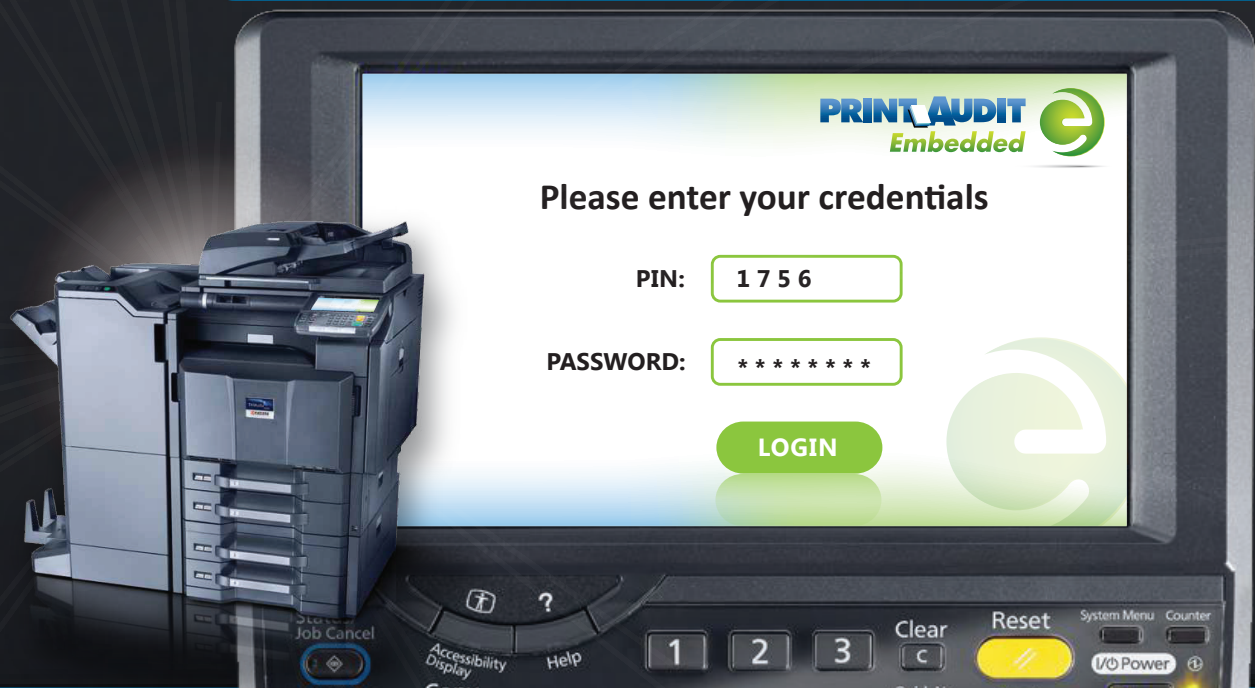 PRINT AUDIT
Embedded
e
Please enter your credentials
PIN: 1 7 5 6
PASSWORD: * * * * * * * *
LOGIN
?
Status/
Job Cancel
Accessibility
Display
Help
1
2
3
Clear
C
Reset
System Menu
Counter
Power